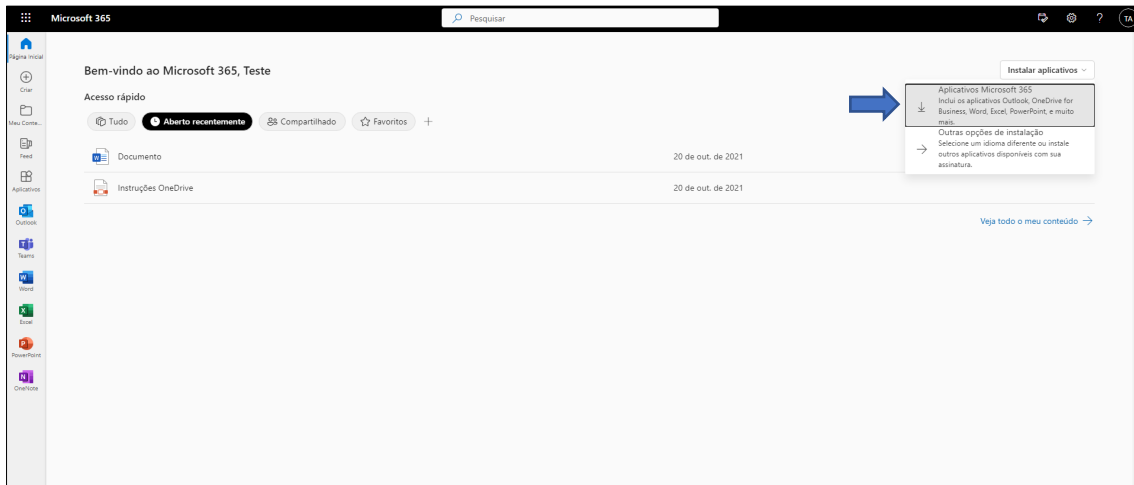 Microsoft 365
Pesquisar
?
TA
Página Inicial
Criar
Meu Conte...
Feed
Aplicativos
Outlook
Teams
Word
Excel
PowerPoint
OneNote
Bem-vindo ao Microsoft 365, Teste
Instalar aplicativos
Aplicativos Microsoft 365
Inclui os aplicativos Outlook, OneDrive for
Business, Word, Excel, PowerPoint, e muito
mais.
Outras opções de instalação
Selecione um idioma diferente ou instale
outros aplicativos disponíveis com sua
assinatura.
Acesso rápido
Tudo
Aberto recentemente
Compartilhado
Favoritos
Documento 20 de out. de 2021
Instruções OneDrive 20 de out. de 2021
Veja todo o meu conteúdo